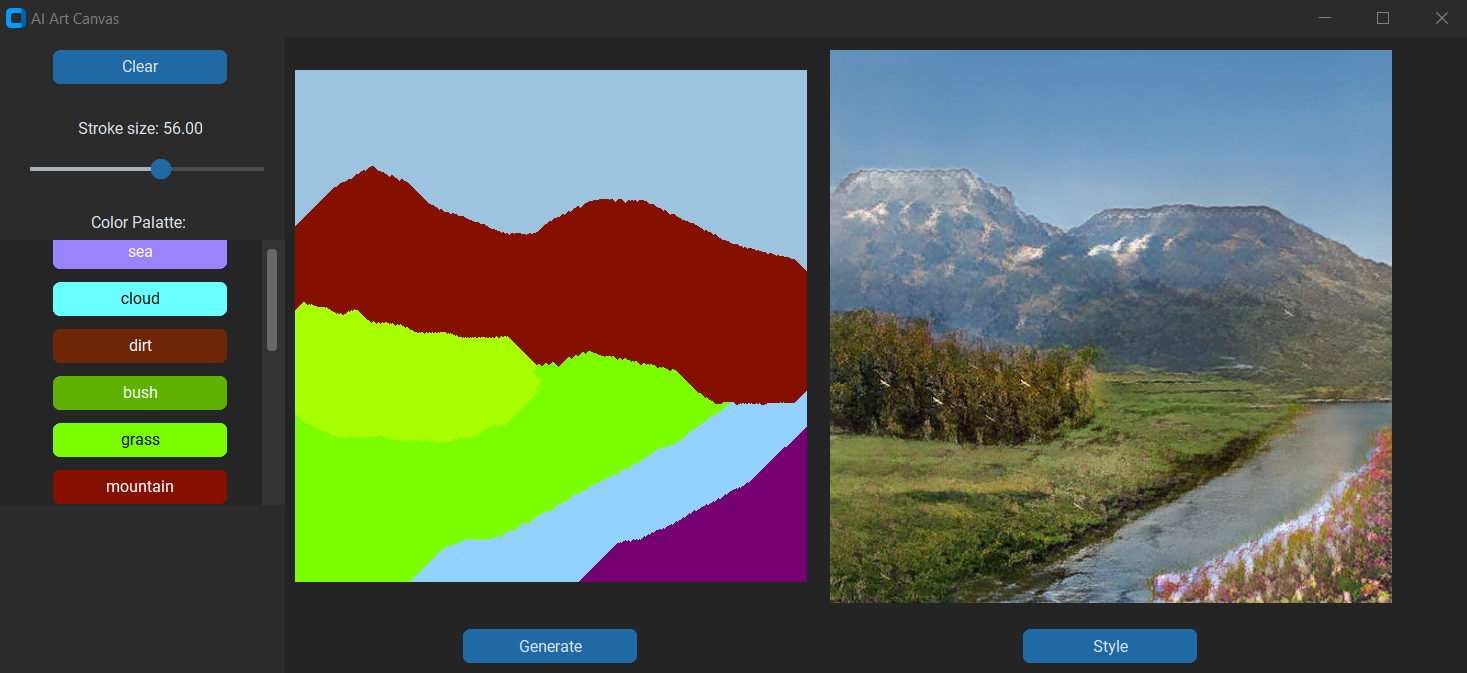 AI Art Canvas
Clear
Stroke size: 56.00
Color Palatte:
sea
cloud
dirt
bush
grass
mountain
Generate
Style